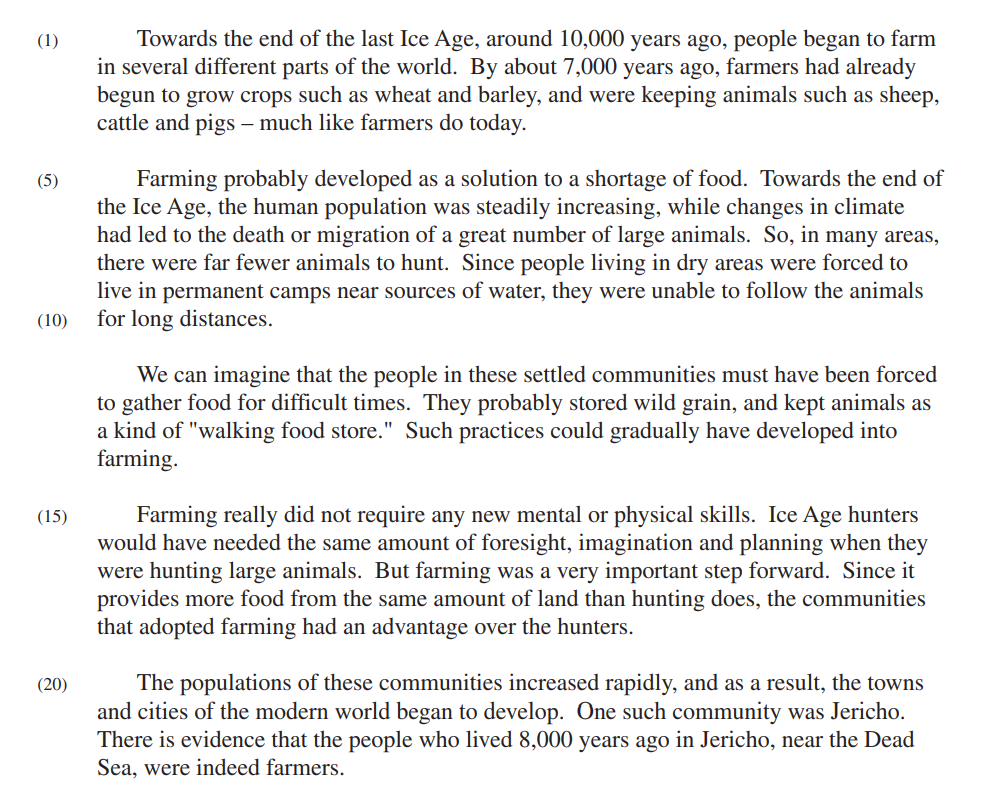 (1) Towards the end of the last Ice Age, around 10,000 years ago, people began to farm
in several different parts of the world. By about 7,000 years ago, farmers had already
begun to grow crops such as wheat and barley, and were keeping animals such as sheep,
cattle and pigs – much like farmers do today.
(5) Farming probably developed as a solution to a shortage of food. Towards the end of
the Ice Age, the human population was steadily increasing, while changes in climate
had led to the death or migration of a great number of large animals. So, in many areas,
there were far fewer animals to hunt. Since people living in dry areas were forced to
live in permanent camps near sources of water, they were unable to follow the animals
(10) for long distances.
We can imagine that the people in these settled communities must have been forced
to gather food for difficult times. They probably stored wild grain, and kept animals as
a kind of "walking food store." Such practices could gradually have developed into
farming.
(15) Farming really did not require any new mental or physical skills. Ice Age hunters
would have needed the same amount of foresight, imagination and planning when they
were hunting large animals. But farming was a very important step forward. Since it
provides more food from the same amount of land than hunting does, the communities
that adopted farming had an advantage over the hunters.
(20) The populations of these communities increased rapidly, and as a result, the towns
and cities of the modern world began to develop. One such community was Jericho.
There is evidence that the people who lived 8,000 years ago in Jericho, near the Dead
Sea, were indeed farmers.